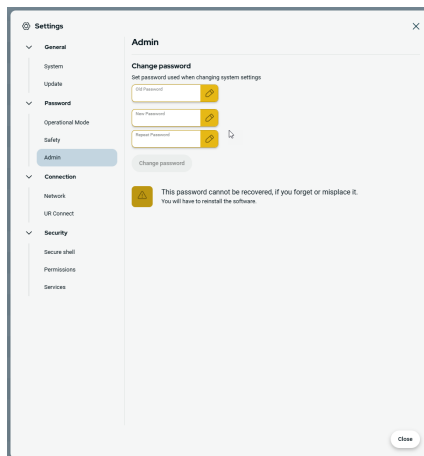 Settings
General
System
Update
Password
Operational Mode
Safety
Admin
Connection
Network
UR Connect
Security
Secure shell
Permissions
Services
Admin
Change password
Set password used when changing system settings
Old Password
New Password
Repeat Password
Change password
This password cannot be recovered, if you forget or misplace it.
You will have to reinstall the software.
Close